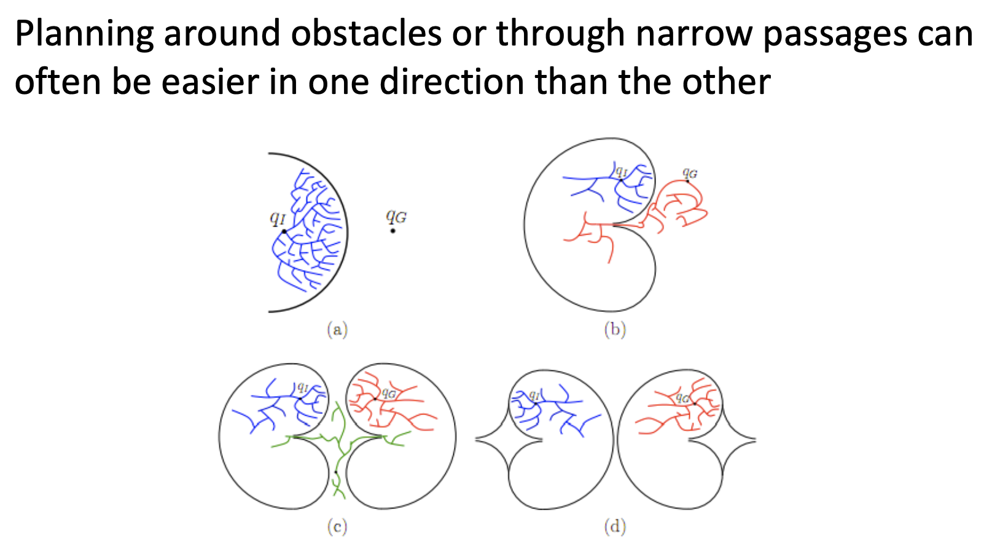 Planning around obstacles or through narrow passages can
often be easier in one direction than the other
qI
qG
qI
qG
(a)
(b)
qI
qG
qI
qG
(c)
(d)